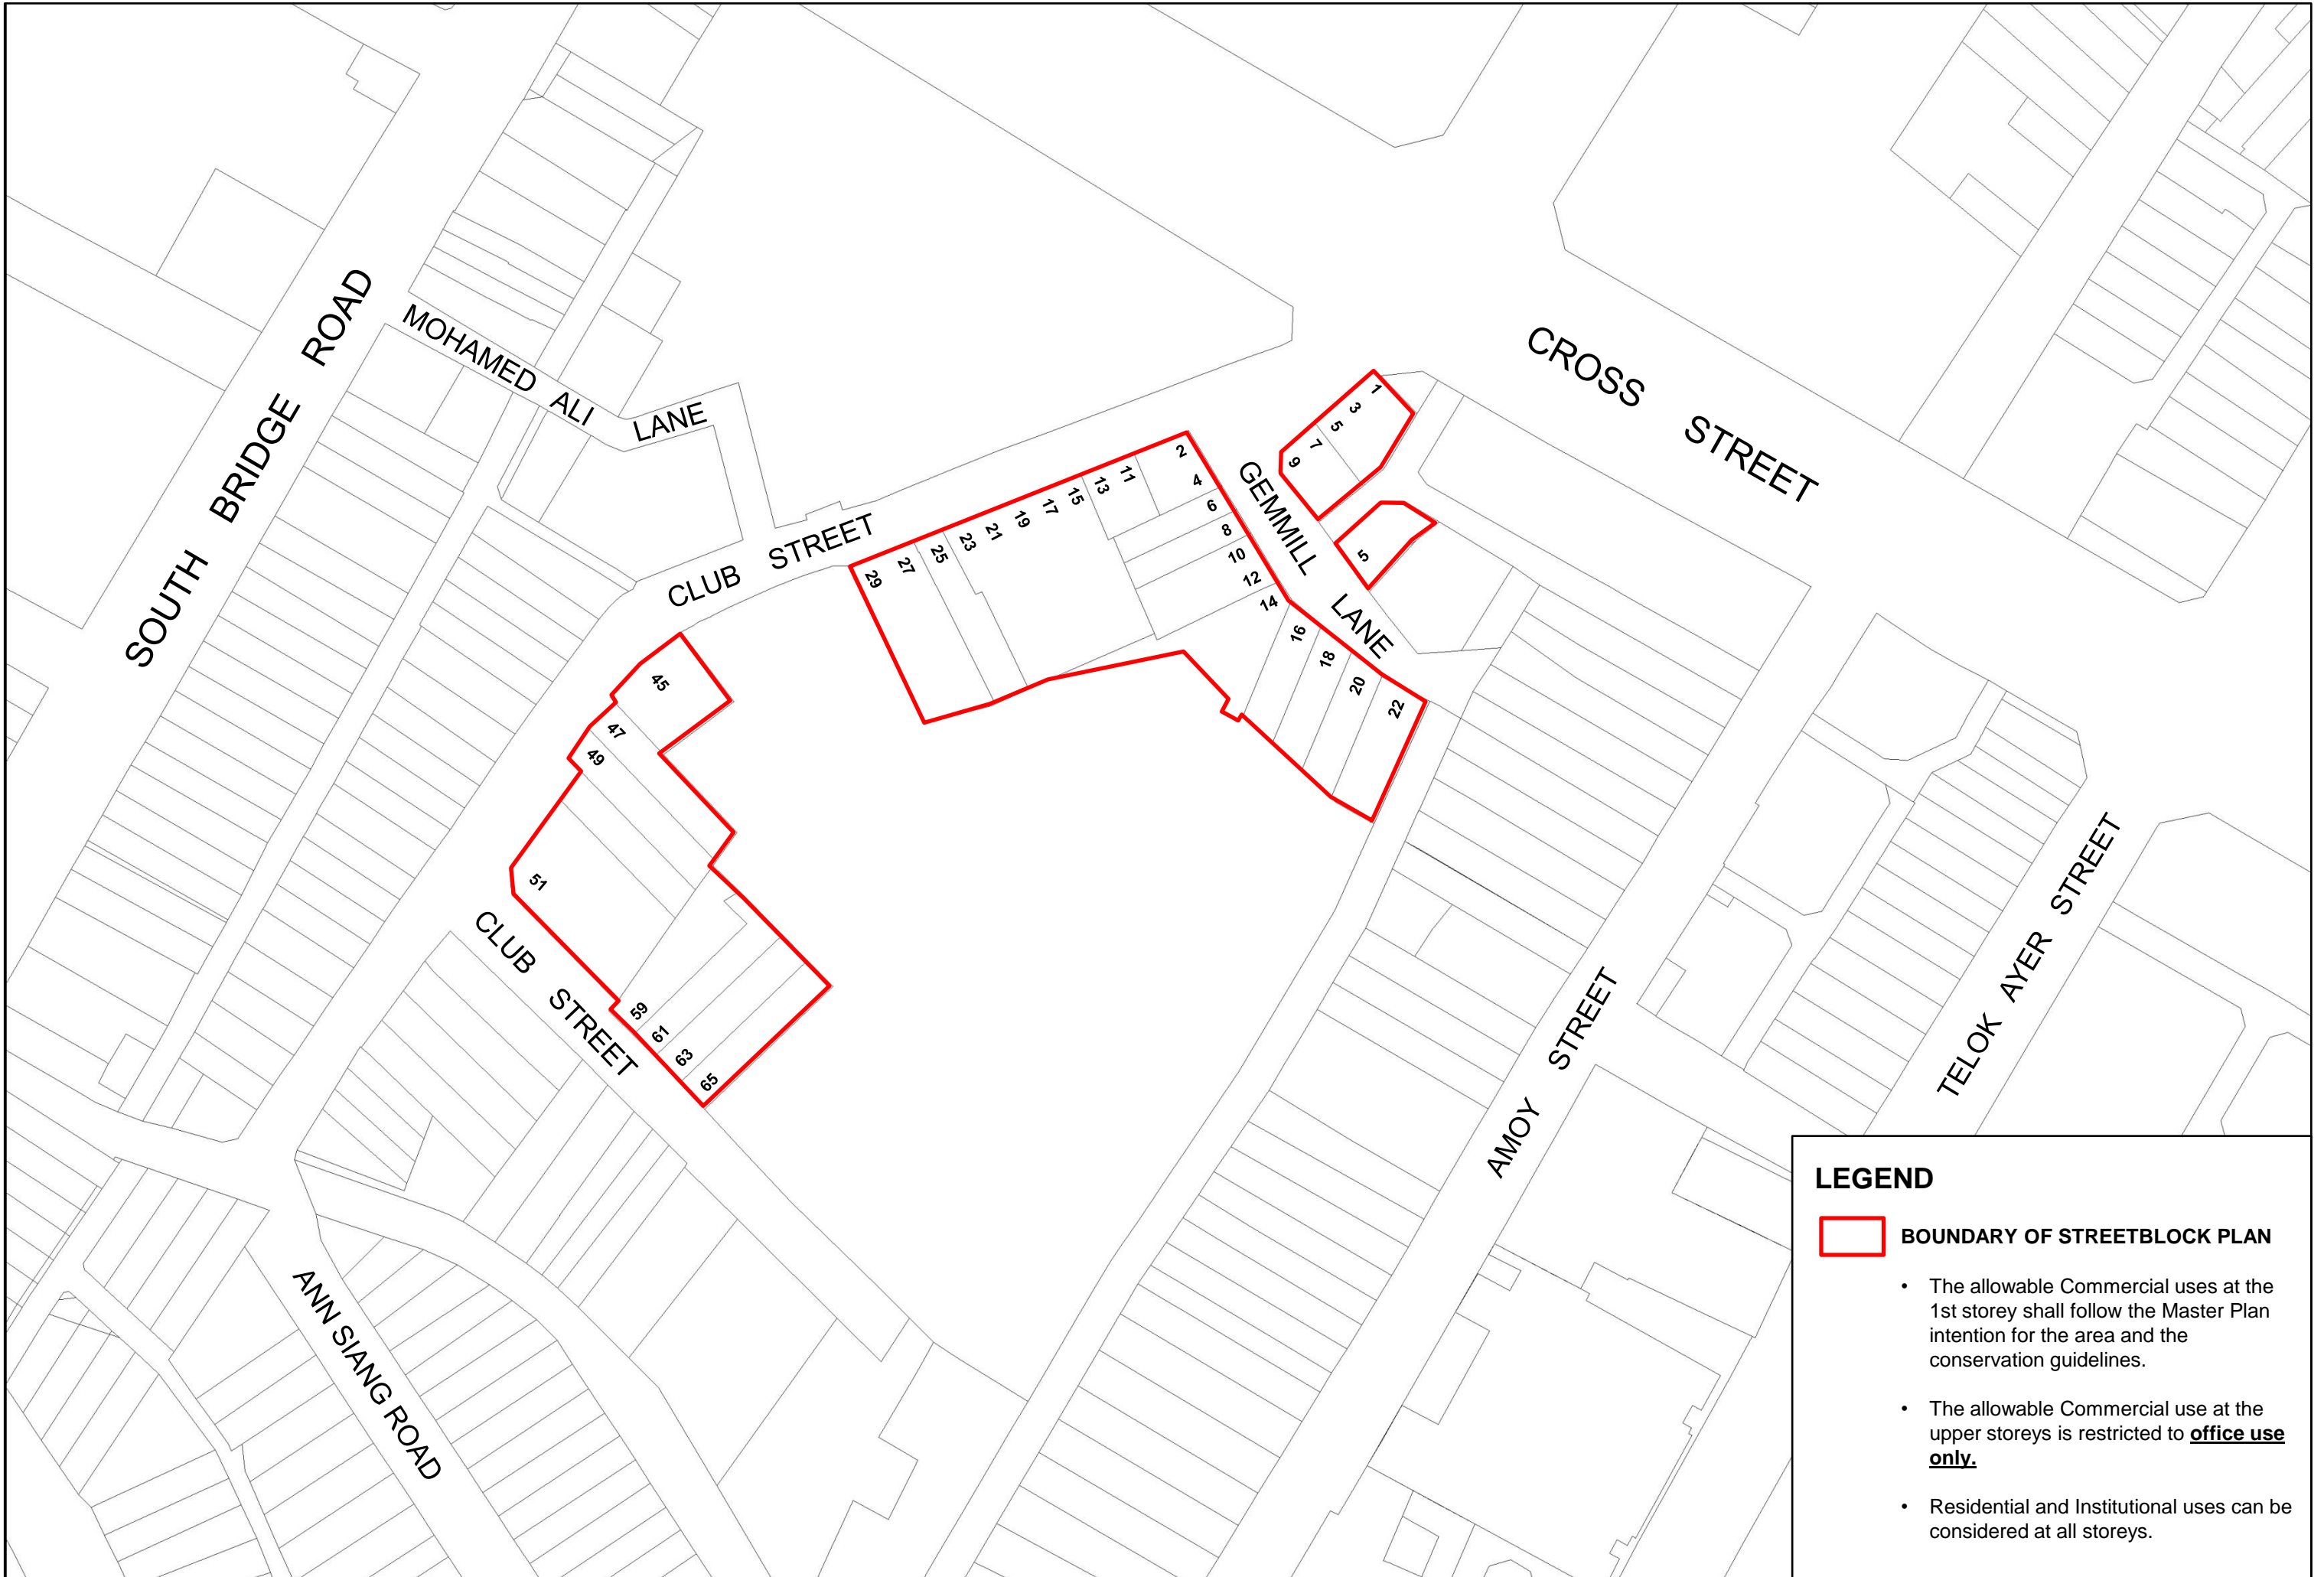 SOUTH BRIDGE ROAD
MOHAMED ALI LANE
CLUB STREET
CROSS STREET
GEMMILL LANE
1
3
5
7
9
5
2
4
6
8
10
12
14
16
18
20
22
11
13
15
17
19
21
23
25
27
29
45
47
49
51
59
61
63
65
CLUB STREET
ANN SIANG ROAD
AMOY STREET
TELOK AYER STREET
LEGEND
BOUNDARY OF STREETBLOCK PLAN
• The allowable Commercial uses at the
1st storey shall follow the Master Plan
intention for the area and the
conservation guidelines.
• The allowable Commercial use at the
upper storeys is restricted to office use
only.
• Residential and Institutional uses can be
considered at all storeys.